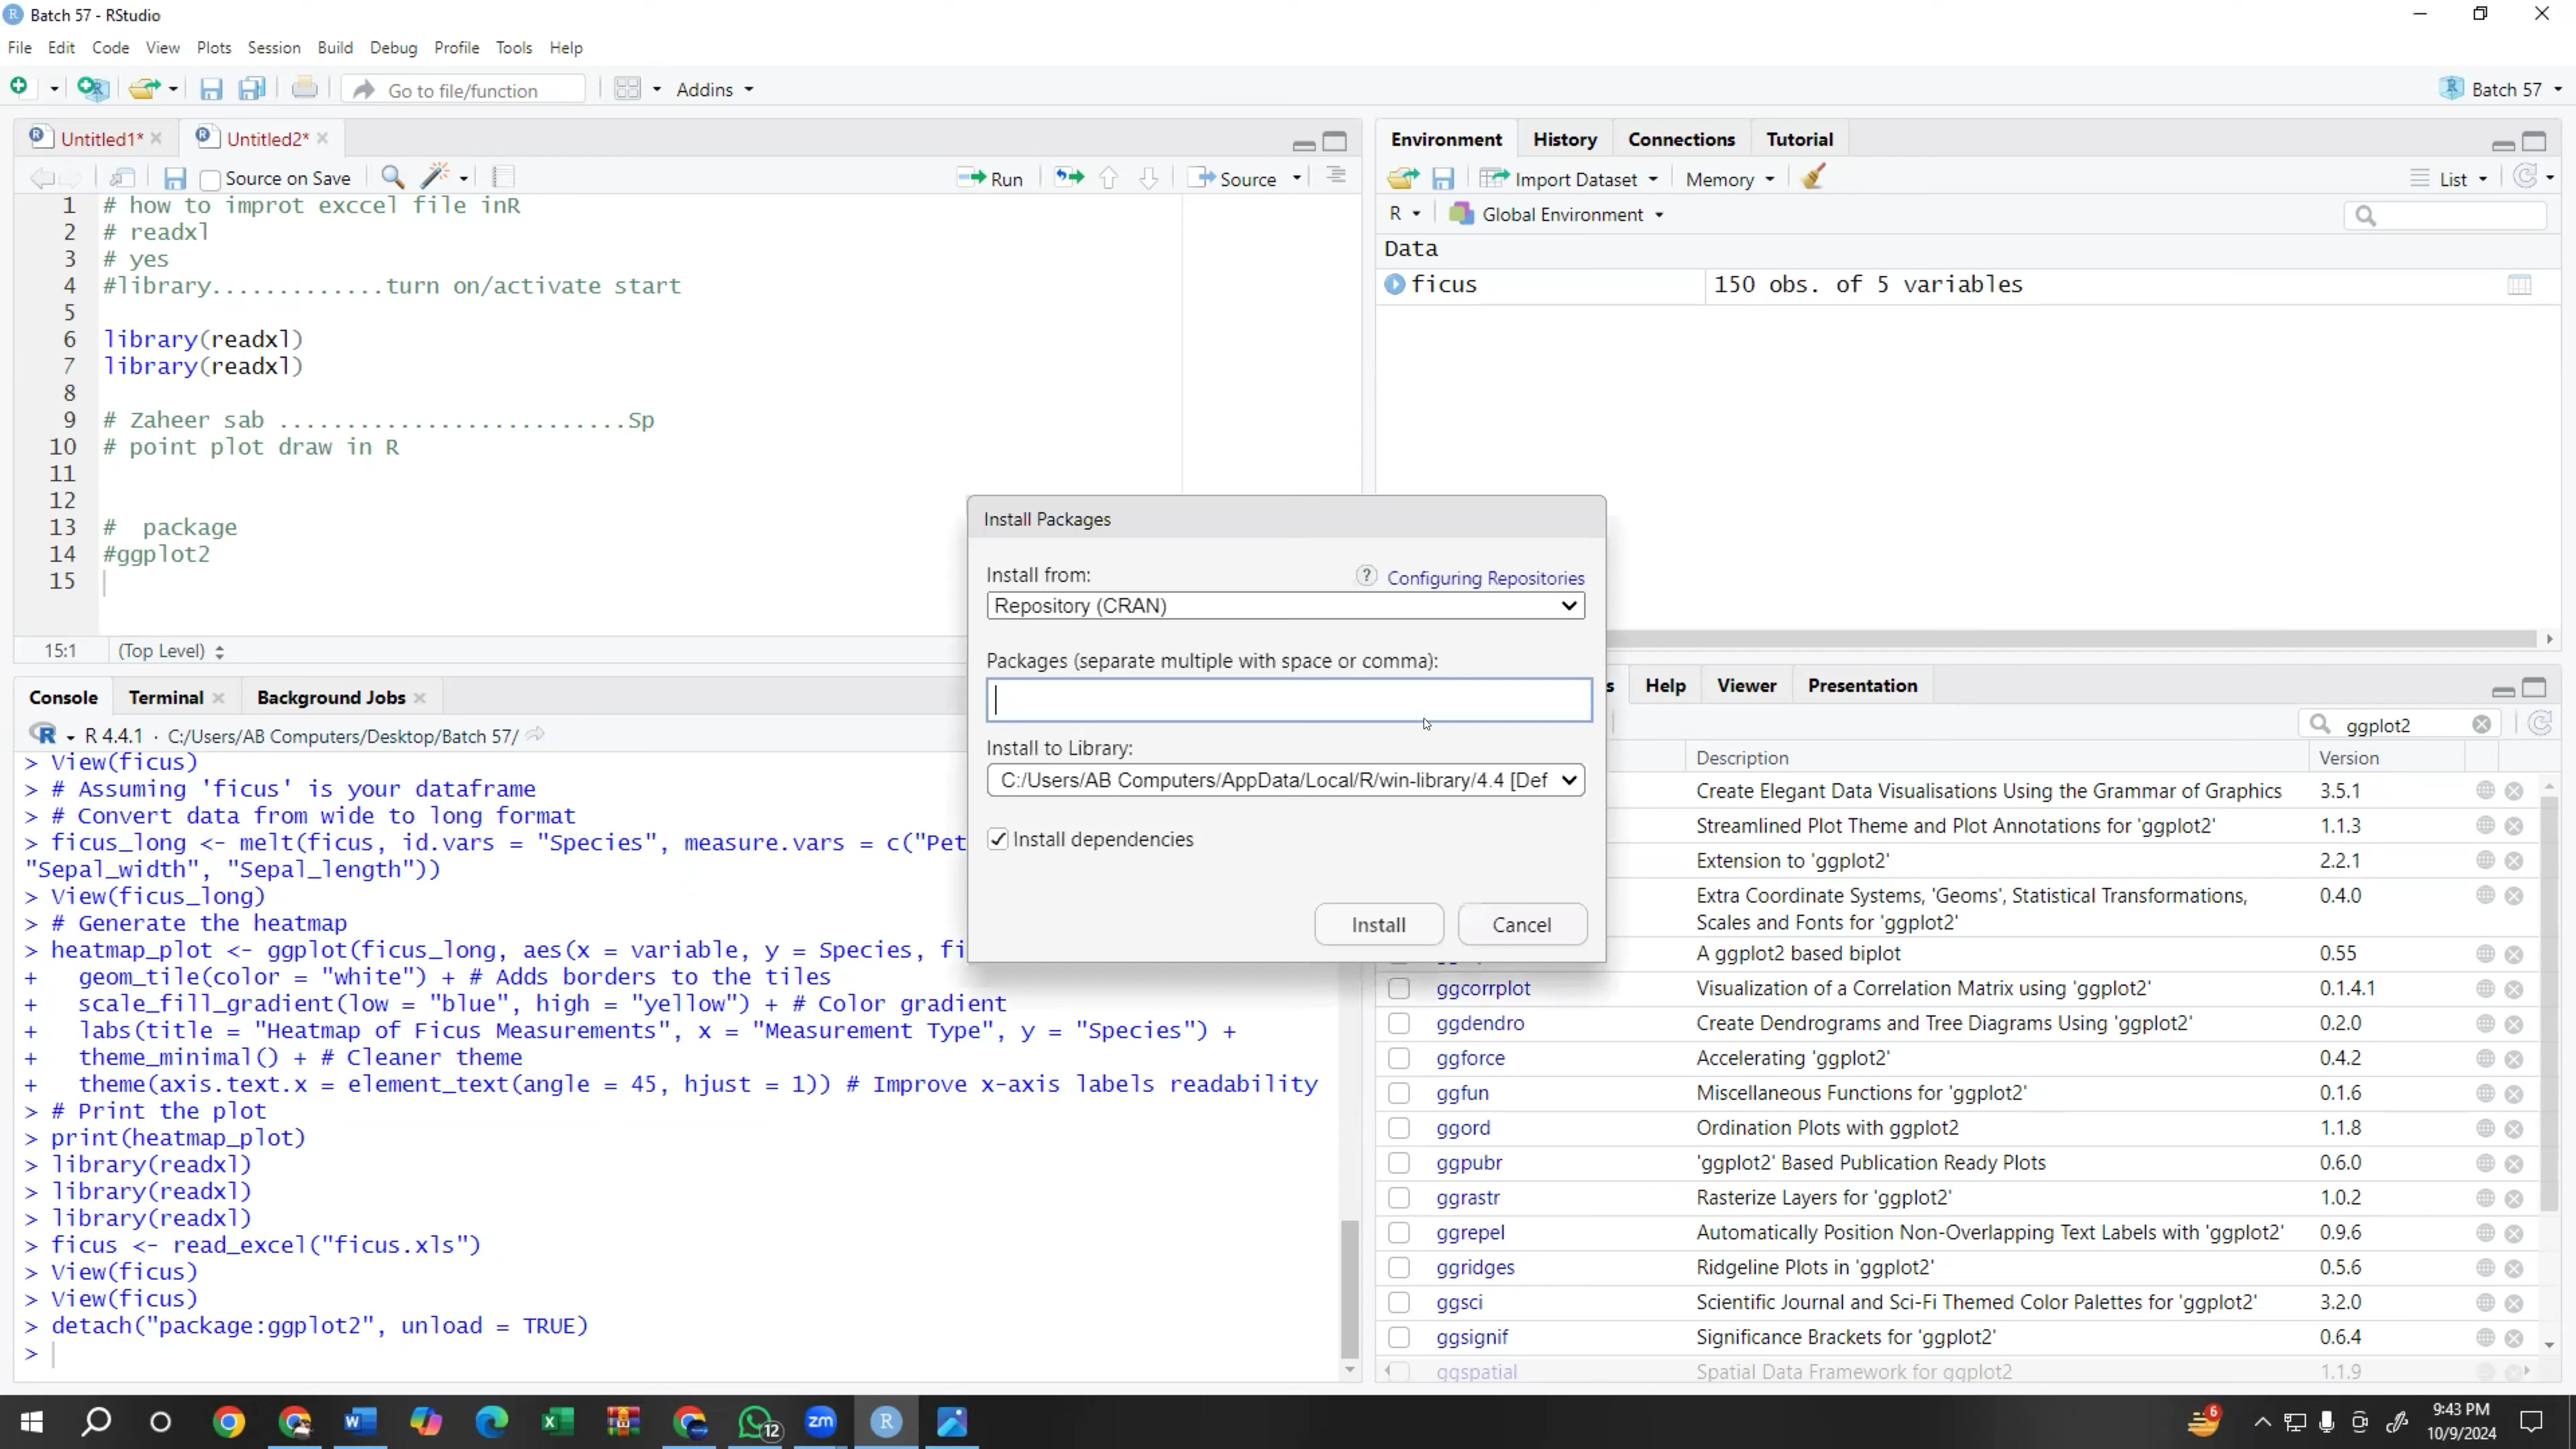 Batch 57 - RStudio
File Edit Code View Plots Session Build Debug Profile Tools Help
Go to file/function Addins Batch 57
Untitled1* Untitled2*
Source on Save Run Source
1 # how to improt exccel file inR
2 # readxl
3 # yes
4 #library.............turn on/activate start
5
6 library(readxl)
7 library(readxl)
8
9 # Zaheer sab ..........................Sp
10 # point plot draw in R
11
12
13 #  package
14 #ggplot2
15
15:1 (Top Level)
Environment History Connections Tutorial
Import Dataset Memory List
R Global Environment
Data
ficus 150 obs. of 5 variables
Install Packages
Install from: ? Configuring Repositories
Repository (CRAN)
Packages (separate multiple with space or comma):
Install to Library:
C:/Users/AB Computers/AppData/Local/R/win-library/4.4 [Def
Install dependencies
Install Cancel
Console Terminal Background Jobs
R 4.4.1 · C:/Users/AB Computers/Desktop/Batch 57/
> View(ficus)
> # Assuming 'ficus' is your dataframe
> # Convert data from wide to long format
> ficus_long <- melt(ficus, id.vars = "Species", measure.vars = c("Pet
"Sepal_width", "Sepal_length"))
> View(ficus_long)
> # Generate the heatmap
> heatmap_plot <- ggplot(ficus_long, aes(x = variable, y = Species, fi
+   geom_tile(color = "white") + # Adds borders to the tiles
+   scale_fill_gradient(low = "blue", high = "yellow") + # Color gradient
+   labs(title = "Heatmap of Ficus Measurements", x = "Measurement Type", y = "Species") +
+   theme_minimal() + # Cleaner theme
+   theme(axis.text.x = element_text(angle = 45, hjust = 1)) # Improve x-axis labels readability
> # Print the plot
> print(heatmap_plot)
> library(readxl)
> library(readxl)
> library(readxl)
> ficus <- read_excel("ficus.xls")
> View(ficus)
> View(ficus)
> detach("package:ggplot2", unload = TRUE)
>
s Help Viewer Presentation
ggplot2
Description Version
Create Elegant Data Visualisations Using the Grammar of Graphics 3.5.1
Streamlined Plot Theme and Plot Annotations for 'ggplot2' 1.1.3
Extension to 'ggplot2' 2.2.1
Extra Coordinate Systems, 'Geoms', Statistical Transformations, 0.4.0
Scales and Fonts for 'ggplot2'
A ggplot2 based biplot 0.55
ggcorrplot Visualization of a Correlation Matrix using 'ggplot2' 0.1.4.1
ggdendro Create Dendrograms and Tree Diagrams Using 'ggplot2' 0.2.0
ggforce Accelerating 'ggplot2' 0.4.2
ggfun Miscellaneous Functions for 'ggplot2' 0.1.6
ggord Ordination Plots with ggplot2 1.1.8
ggpubr 'ggplot2' Based Publication Ready Plots 0.6.0
ggrastr Rasterize Layers for 'ggplot2' 1.0.2
ggrepel Automatically Position Non-Overlapping Text Labels with 'ggplot2' 0.9.6
ggridges Ridgeline Plots in 'ggplot2' 0.5.6
ggsci Scientific Journal and Sci-Fi Themed Color Palettes for 'ggplot2' 3.2.0
ggsignif Significance Brackets for 'ggplot2' 0.6.4
ggspatial Spatial Data Framework for ggplot2 1.1.9
12 zm 6
9:43 PM
10/9/2024